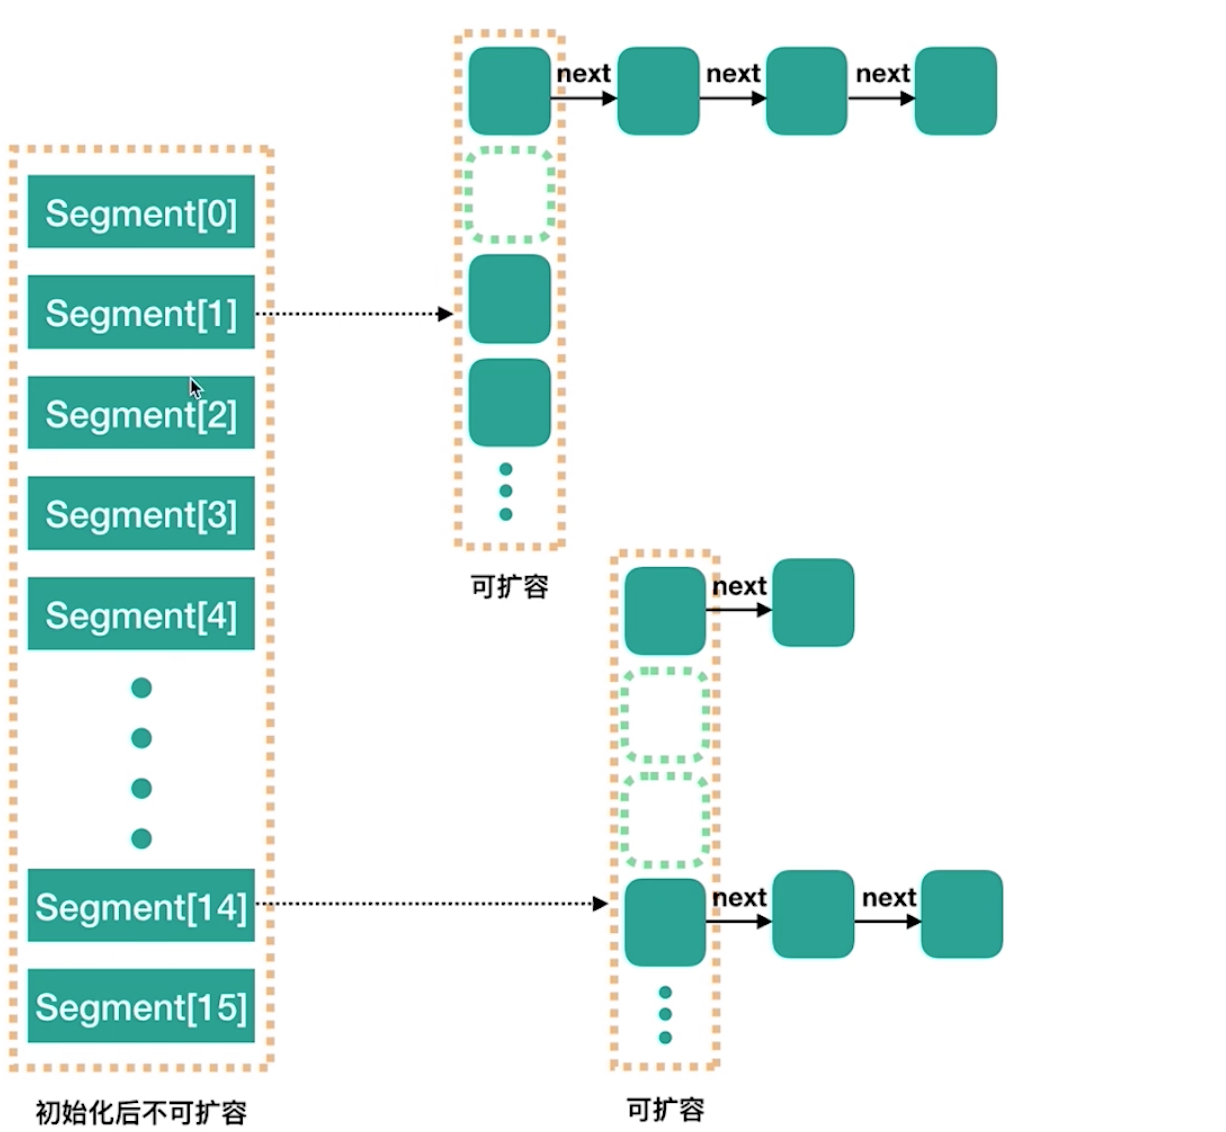 next next next
Segment[0]
Segment[1]
Segment[2]
Segment[3]
Segment[4]
可扩容
next
Segment[14]
next next
Segment[15]
初始化后不可扩容
可扩容